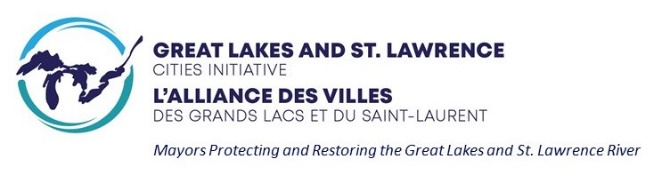 GREAT LAKES AND ST. LAWRENCE
CITIES INITIATIVE
L'ALLIANCE DES VILLES
DES GRANDS LACS ET DU SAINT-LAURENT
Mayors Protecting and Restoring the Great Lakes and St. Lawrence River